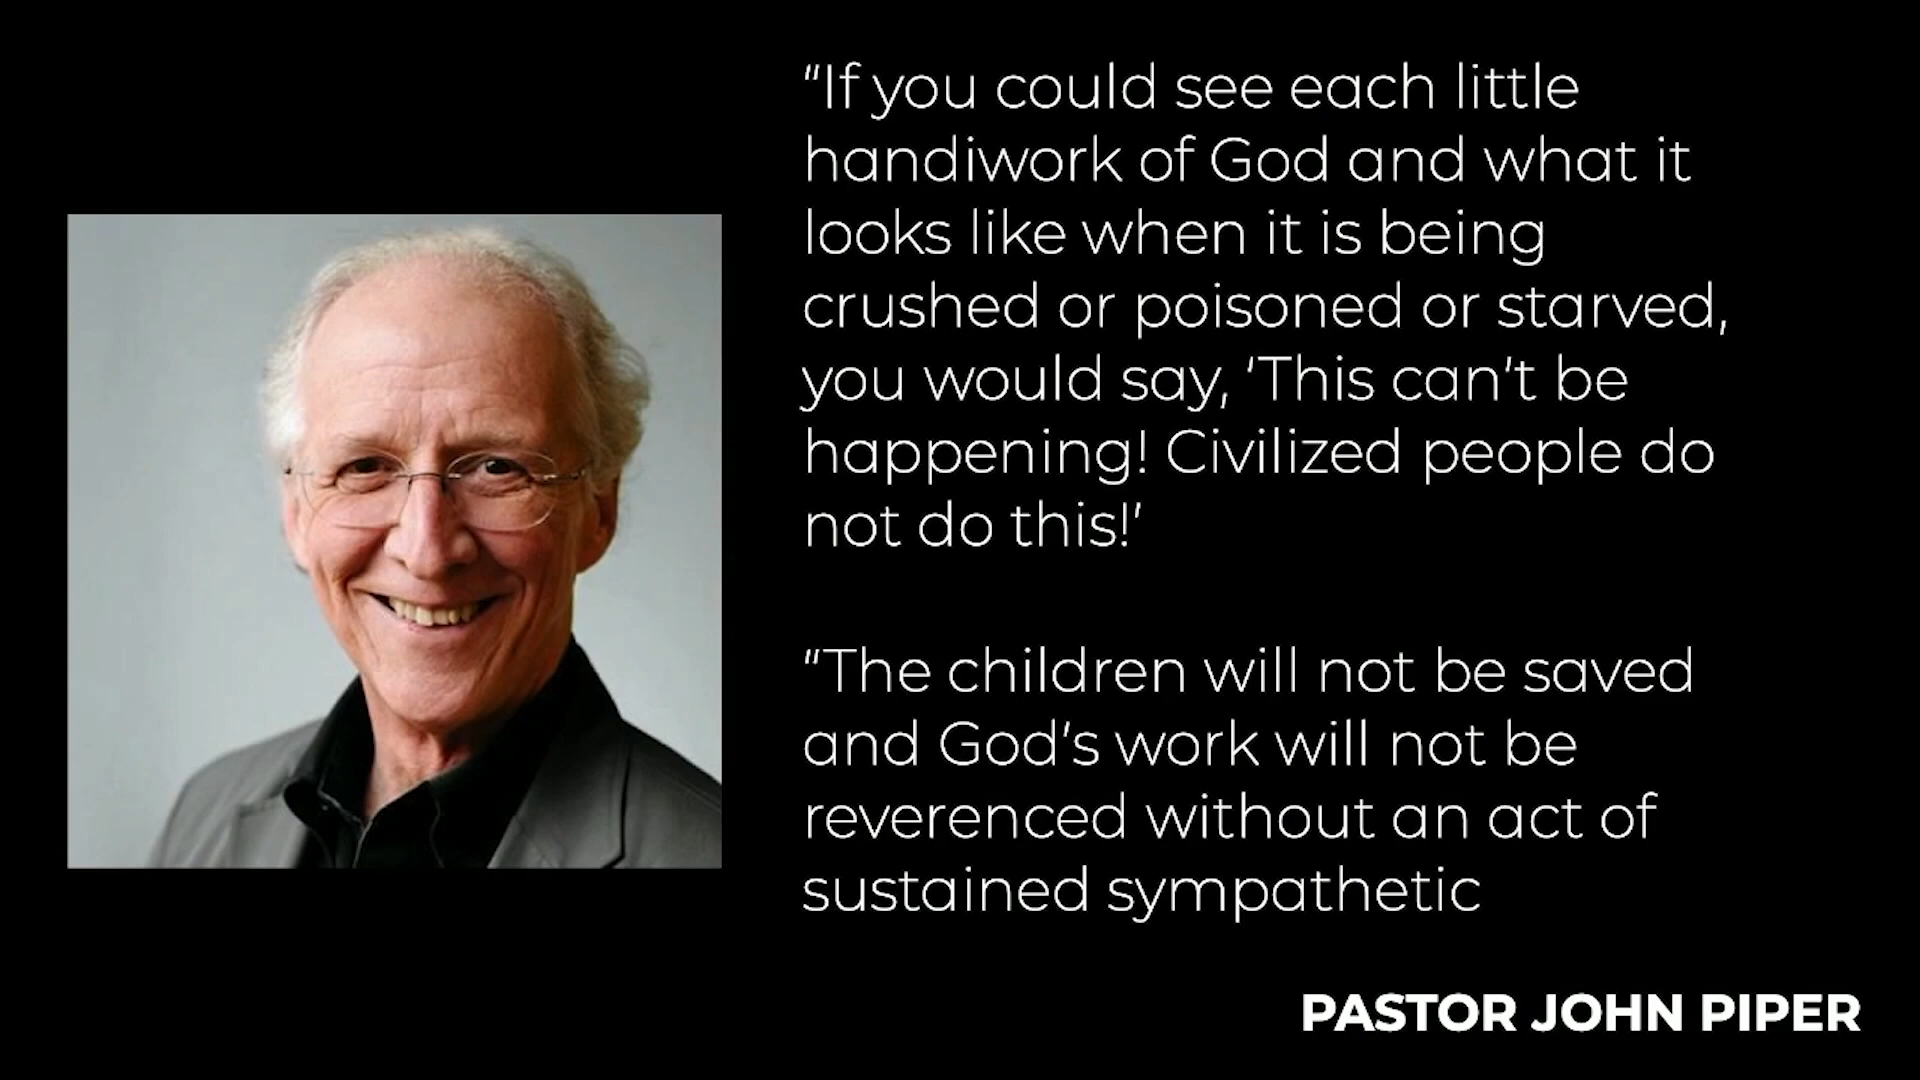 “If you could see each little
handiwork of God and what it
looks like when it is being
crushed or poisoned or starved,
you would say, ‘This can’t be
happening! Civilized people do
not do this!’
“The children will not be saved
and God’s work will not be
reverenced without an act of
sustained sympathetic
PASTOR JOHN PIPER